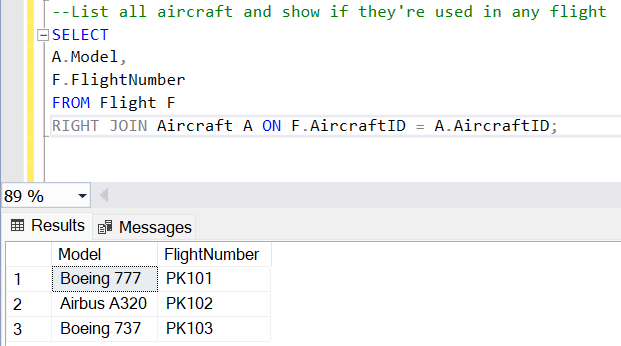 --List all aircraft and show if they're used in any flight
SELECT
A.Model,
F.FlightNumber
FROM Flight F
RIGHT JOIN Aircraft A ON F.AircraftID = A.AircraftID;
89 %
Results Messages
Model FlightNumber
1 Boeing 777 PK101
2 Airbus A320 PK102
3 Boeing 737 PK103